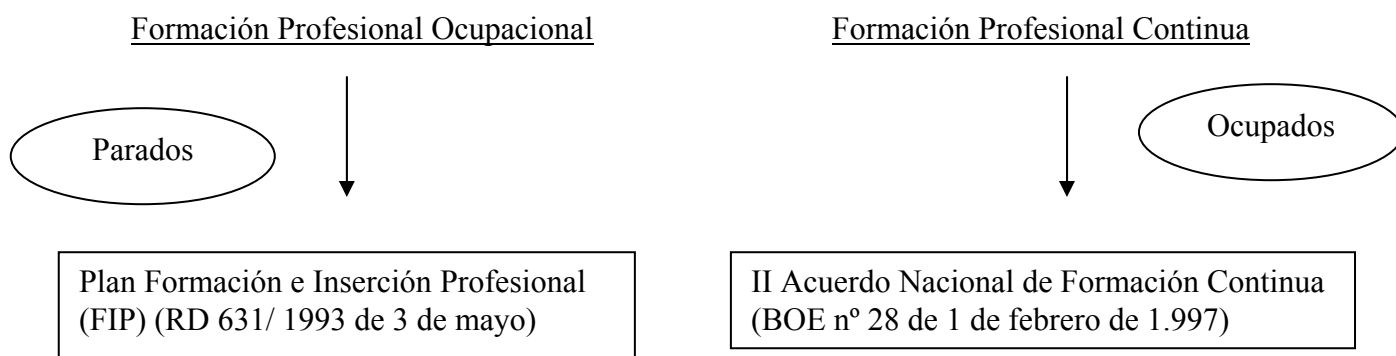 Formación Profesional Ocupacional
Formación Profesional Continua
Parados
Ocupados
Plan Formación e Inserción Profesional
(FIP) (RD 631/ 1993 de 3 de mayo)
II Acuerdo Nacional de Formación Continua
(BOE nº 28 de 1 de febrero de 1.997)